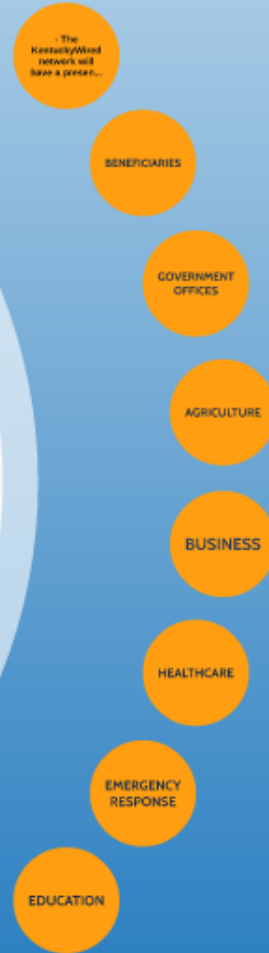 - The
KentuckyWired
network will
have a presen...
BENEFICIARIES
GOVERNMENT
OFFICES
AGRICULTURE
BUSINESS
HEALTHCARE
EMERGENCY
RESPONSE
EDUCATION